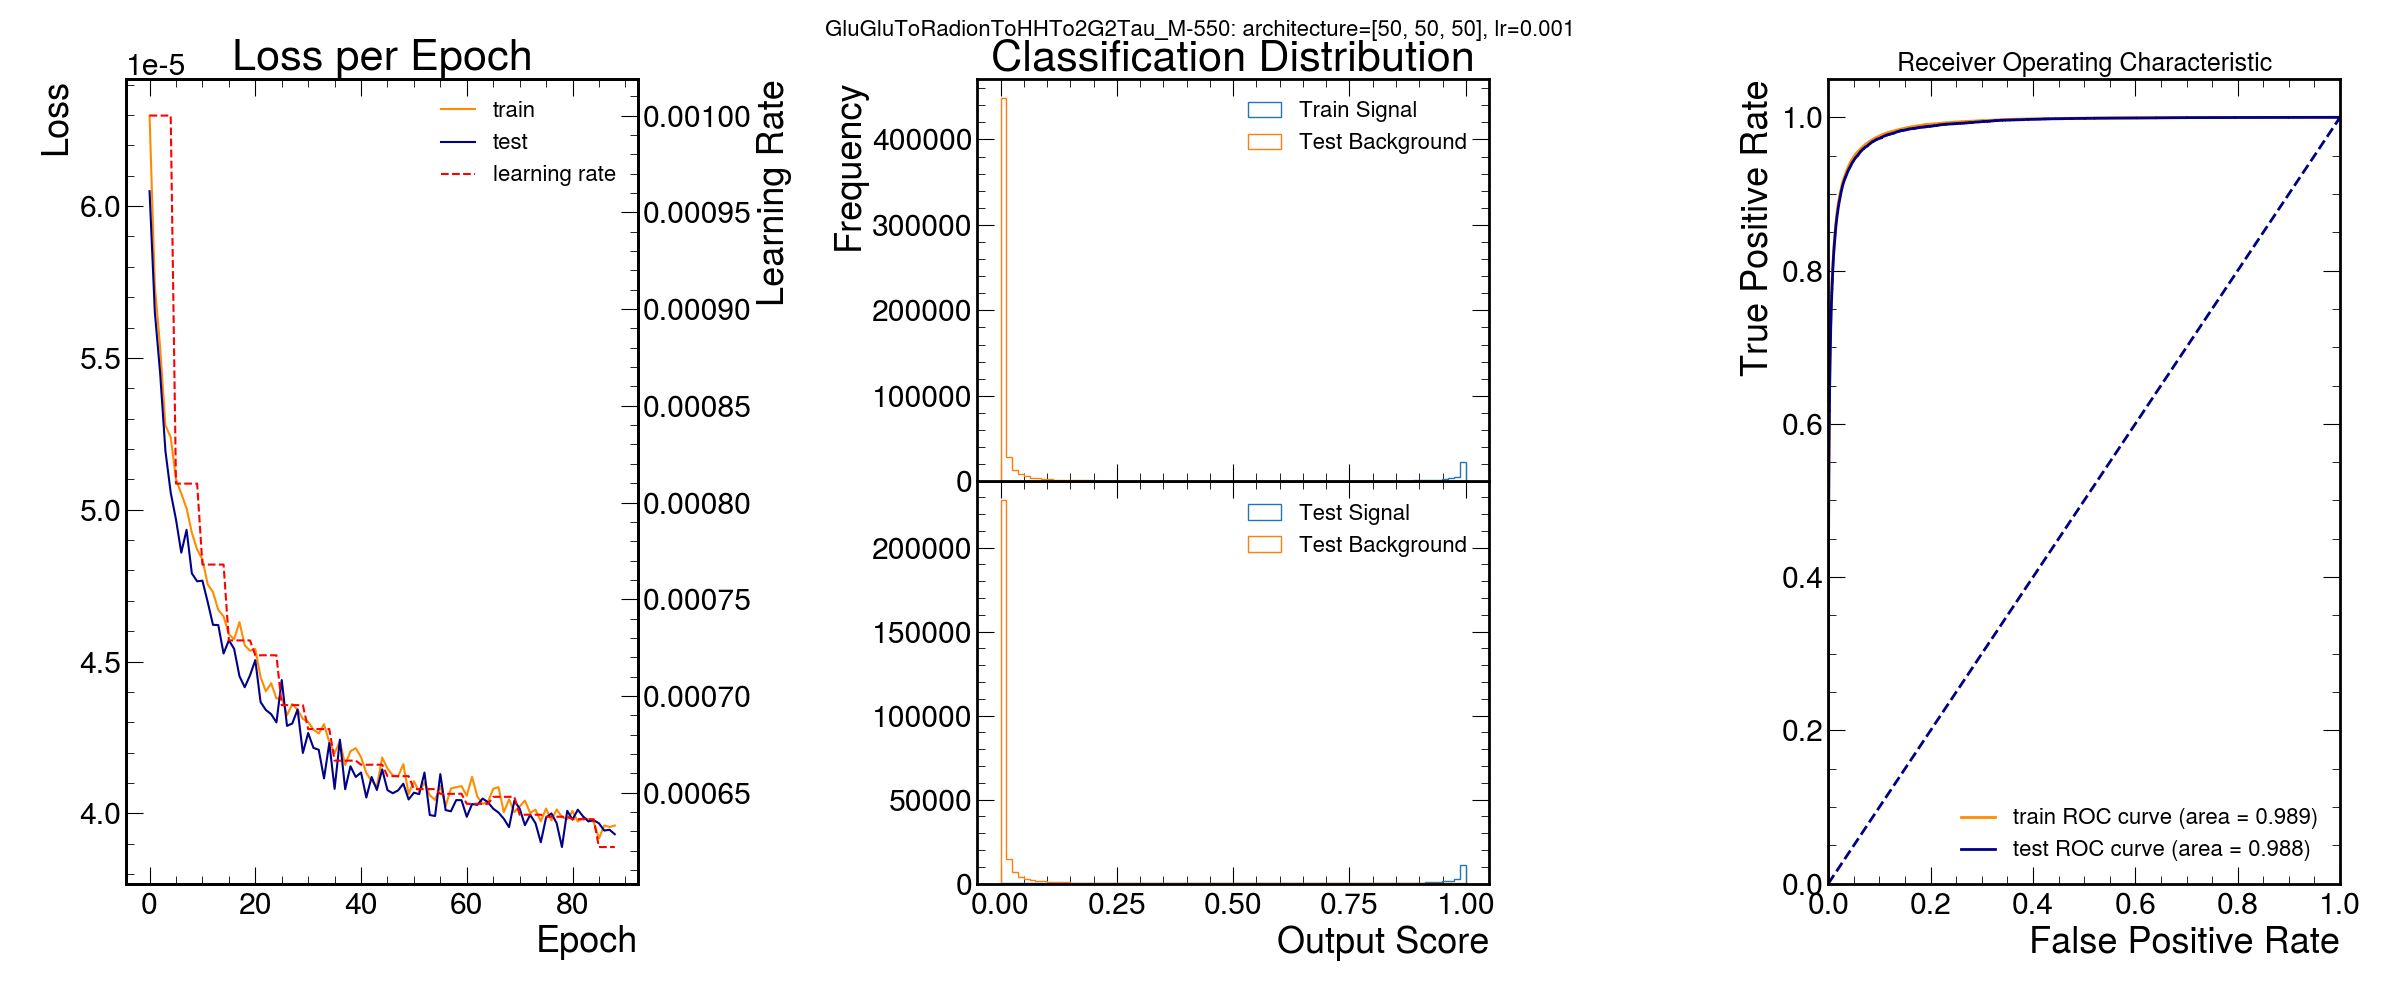 GluGluToRadionToHHTo2G2Tau_M-550: architecture=[50, 50, 50], lr=0.001
Loss per Epoch
1e-5
Loss
6.0
5.5
5.0
4.5
4.0
train
test
learning rate
0.00100
0.00095
0.00090
0.00085
0.00080
0.00075
0.00070
0.00065
Learning Rate
0 20 40 60 80
Epoch
Classification Distribution
Frequency
400000
300000
200000
100000
0
Train Signal
Test Background
200000
150000
100000
50000
0
Test Signal
Test Background
0.00 0.25 0.50 0.75 1.00
Output Score
Receiver Operating Characteristic
True Positive Rate
1.0
0.8
0.6
0.4
0.2
0.0
train ROC curve (area = 0.989)
test ROC curve (area = 0.988)
0.0 0.2 0.4 0.6 0.8 1.0
False Positive Rate